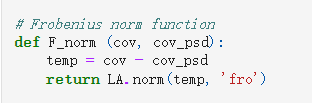 # Frobenius norm function
def F_norm (cov, cov_psd):
    temp = cov - cov_psd
    return LA.norm(temp, 'fro')